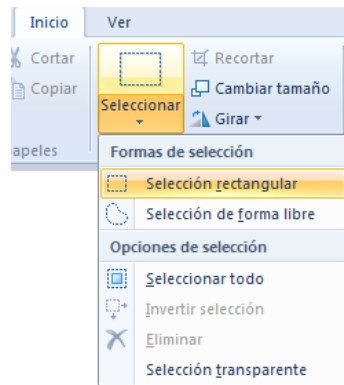 Inicio Ver
Cortar
Copiar
Seleccionar
Recortar
Cambiar tamaño
Girar
apeles
Formas de selección
Selección rectangular
Selección de forma libre
Opciones de selección
Seleccionar todo
Invertir selección
Eliminar
Selección transparente